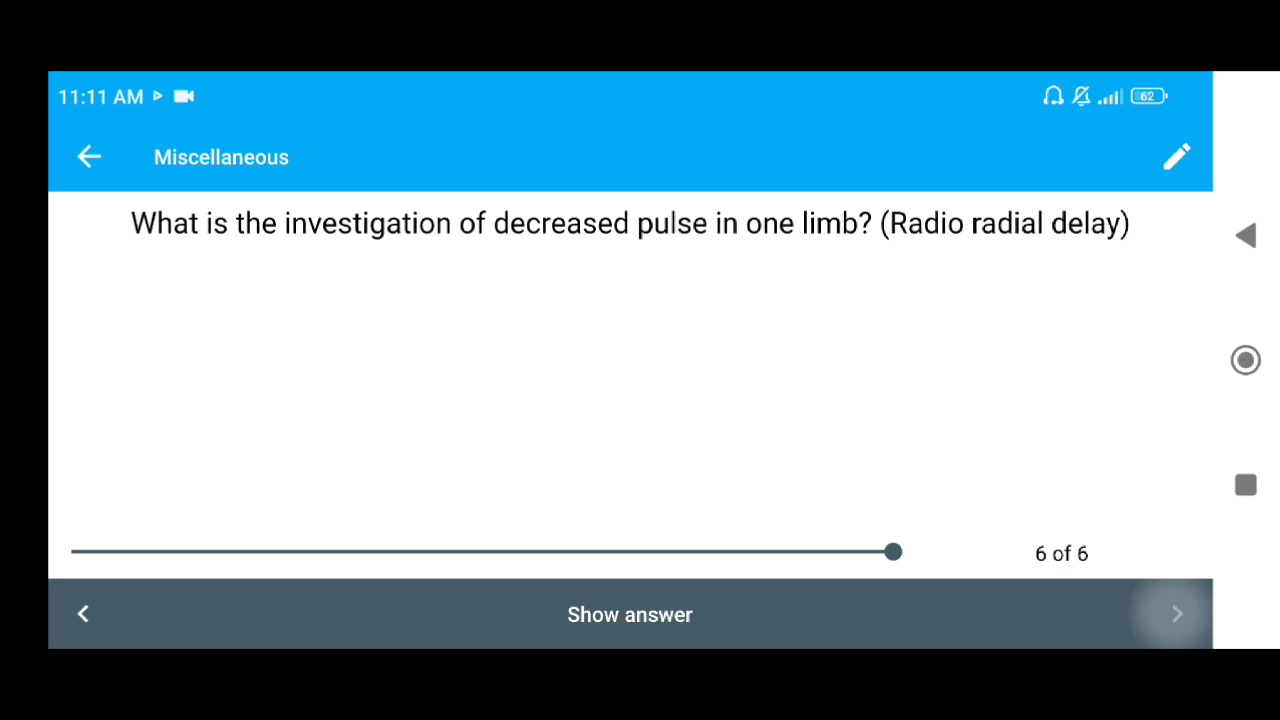 11:11 AM
62
Miscellaneous
What is the investigation of decreased pulse in one limb? (Radio radial delay)
6 of 6
Show answer